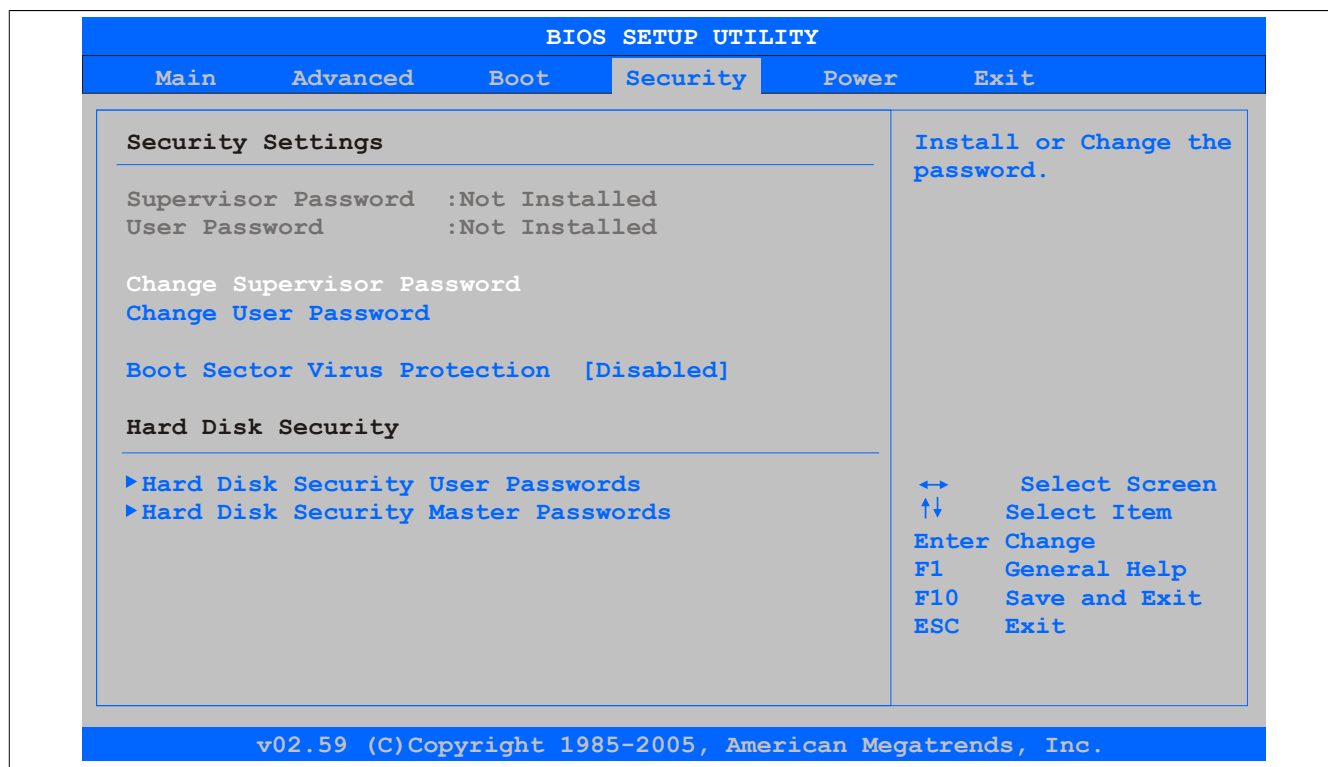 BIOS SETUP UTILITY
Main Advanced Boot Security Power Exit
Security Settings
Supervisor Password :Not Installed
User Password :Not Installed
Change Supervisor Password
Change User Password
Boot Sector Virus Protection [Disabled]
Hard Disk Security
Hard Disk Security User Passwords
Hard Disk Security Master Passwords
Install or Change the
password.
Select Screen
Select Item
Enter Change
F1 General Help
F10 Save and Exit
ESC Exit
v02.59 (C)Copyright 1985-2005, American Megatrends, Inc.